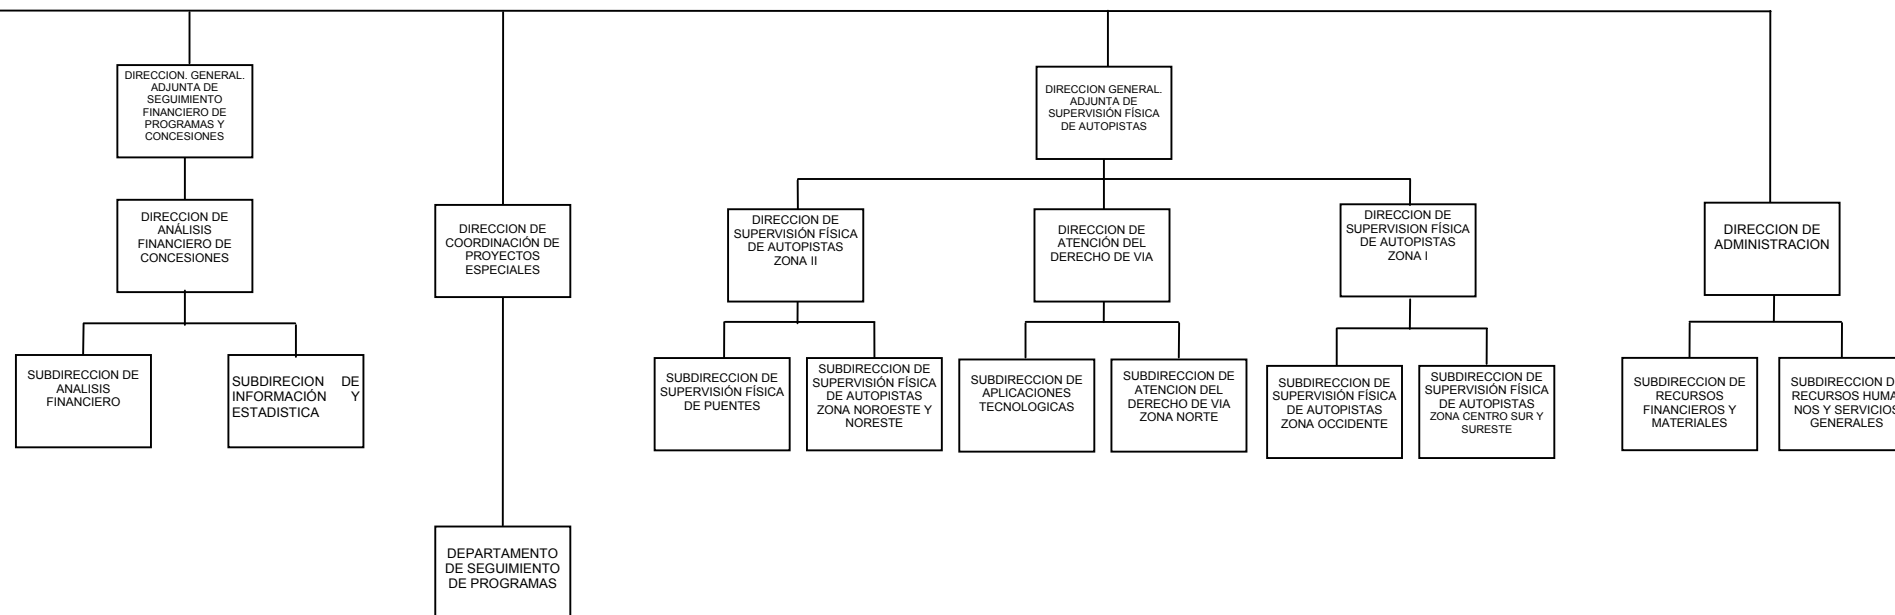 DIRECCION. GENERAL.
ADJUNTA DE
SEGUIMIENTO
FINANCIERO DE
PROGRAMAS Y
CONCESIONES
DIRECCION GENERAL.
ADJUNTA DE
SUPERVISIÓN FÍSICA
DE AUTOPISTAS
DIRECCION DE
ANÁLISIS
FINANCIERO DE
CONCESIONES
DIRECCION DE
COORDINACIÓN DE
PROYECTOS
ESPECIALES
DIRECCION DE
SUPERVISIÓN FÍSICA
DE AUTOPISTAS
ZONA II
DIRECCION DE
ATENCIÓN DEL
DERECHO DE VIA
DIRECCION DE
SUPERVISION FÍSICA
DE AUTOPISTAS
ZONA I
DIRECCION DE
ADMINISTRACION
SUBDIRECCION DE
ANALISIS
FINANCIERO
SUBDIRECION DE
INFORMACIÓN Y
ESTADISTICA
SUBDIRECCION DE
SUPERVISIÓN FÍSICA
DE PUENTES
SUBDIRECCION DE
SUPERVISIÓN FÍSICA
DE AUTOPISTAS
ZONA NOROESTE Y
NORESTE
SUBDIRECCION DE
APLICACIONES
TECNOLOGICAS
SUBDIRECCION DE
ATENCION DEL
DERECHO DE VIA
ZONA NORTE
SUBDIRECCION DE
SUPERVISIÓN FÍSICA
DE AUTOPISTAS
ZONA OCCIDENTE
SUBDIRECCION DE
SUPERVISIÓN FÍSICA
DE AUTOPISTAS
ZONA CENTRO SUR Y
SURESTE
SUBDIRECCION DE
RECURSOS
FINANCIEROS Y
MATERIALES
SUBDIRECCION D
RECURSOS HUMA
NOS Y SERVICIOS
GENERALES
DEPARTAMENTO
DE SEGUIMIENTO
DE PROGRAMAS